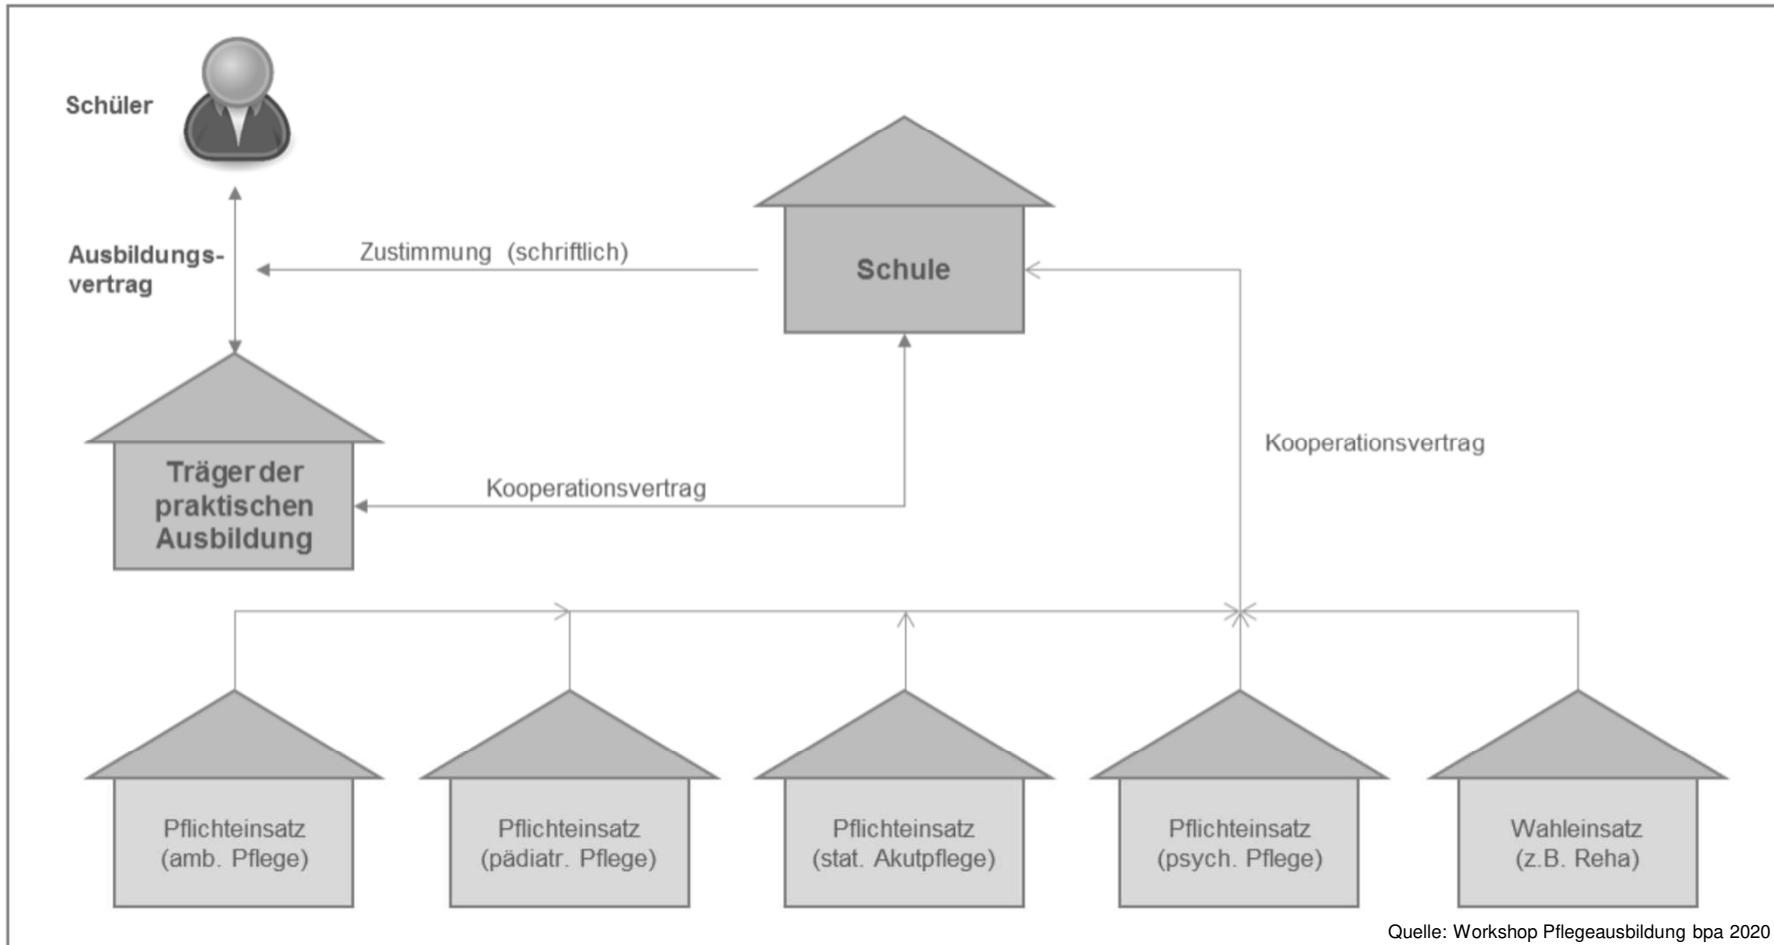 Schüler
Ausbildungs-
vertrag
Zustimmung (schriftlich)
Schule
Träger der
praktischen
Ausbildung
Kooperationsvertrag
Kooperationsvertrag
Pflichteinsatz
(amb. Pflege)
Pflichteinsatz
(pädiatr. Pflege)
Pflichteinsatz
(stat. Akutpflege)
Pflichteinsatz
(psych. Pflege)
Wahleinsatz
(z.B. Reha)
Quelle: Workshop Pflegeausbildung bpa 2020